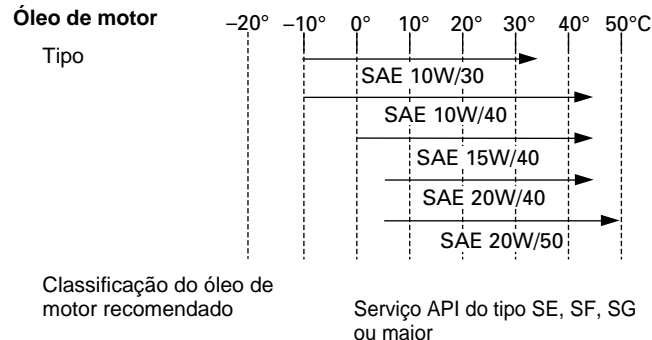 Óleo de motor
–20° –10° 0° 10° 20° 30° 40° 50°C
Tipo
SAE 10W/30
SAE 10W/40
SAE 15W/40
SAE 20W/40
SAE 20W/50
Classificação do óleo de
motor recomendado
Serviço API do tipo SE, SF, SG
ou maior